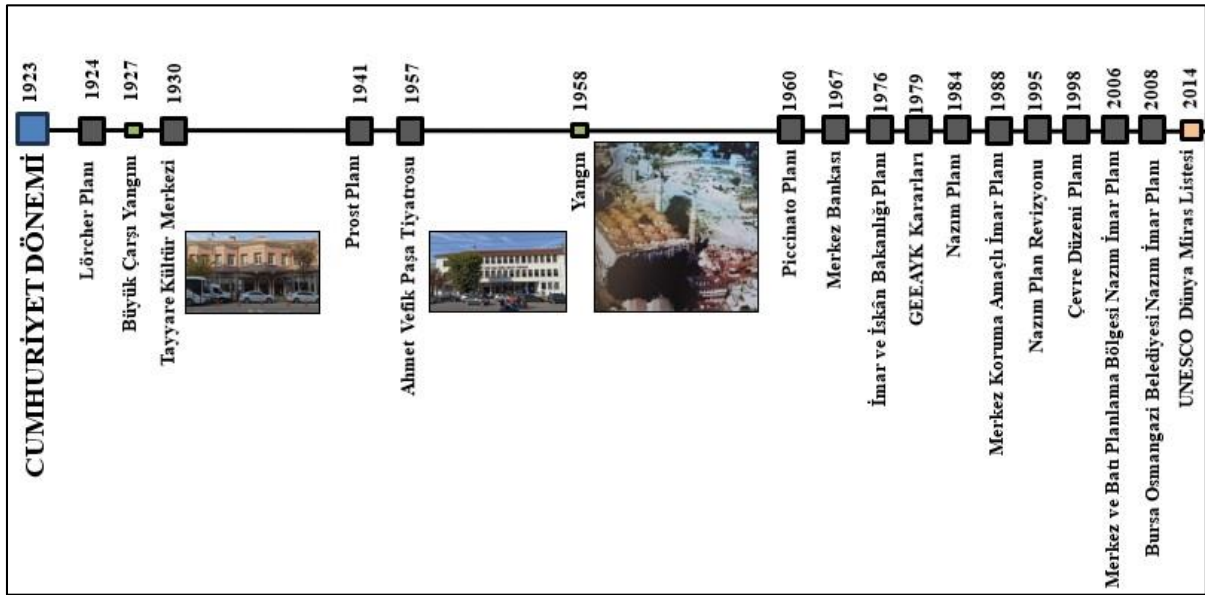 1923
CUMHURİYET DÖNEMİ
1924
Lörcher Planı
1927
Büyük Çarşı Yangını
1930
Tayyare Kültür Merkezi
1941
Prost Planı
1957
Ahmet Vefik Paşa Tiyatrosu
1958
Yangın
1960
Piccinato Planı
1967
Merkez Bankası
1976
İmar ve İskân Bakanlığı Planı
1979
GEEAYK Kararları
1984
Nazım Planı
1988
Merkez Koruma Amaçlı İmar Planı
1995
Nazım Plan Revizyonu
1998
Çevre Düzeni Planı
2006
Merkez ve Batı Planlama Bölgesi Nazım İmar Planı
2008
Bursa Osmangazi Belediyesi Nazım İmar Planı
2014
UNESCO Dünya Miras Listesi